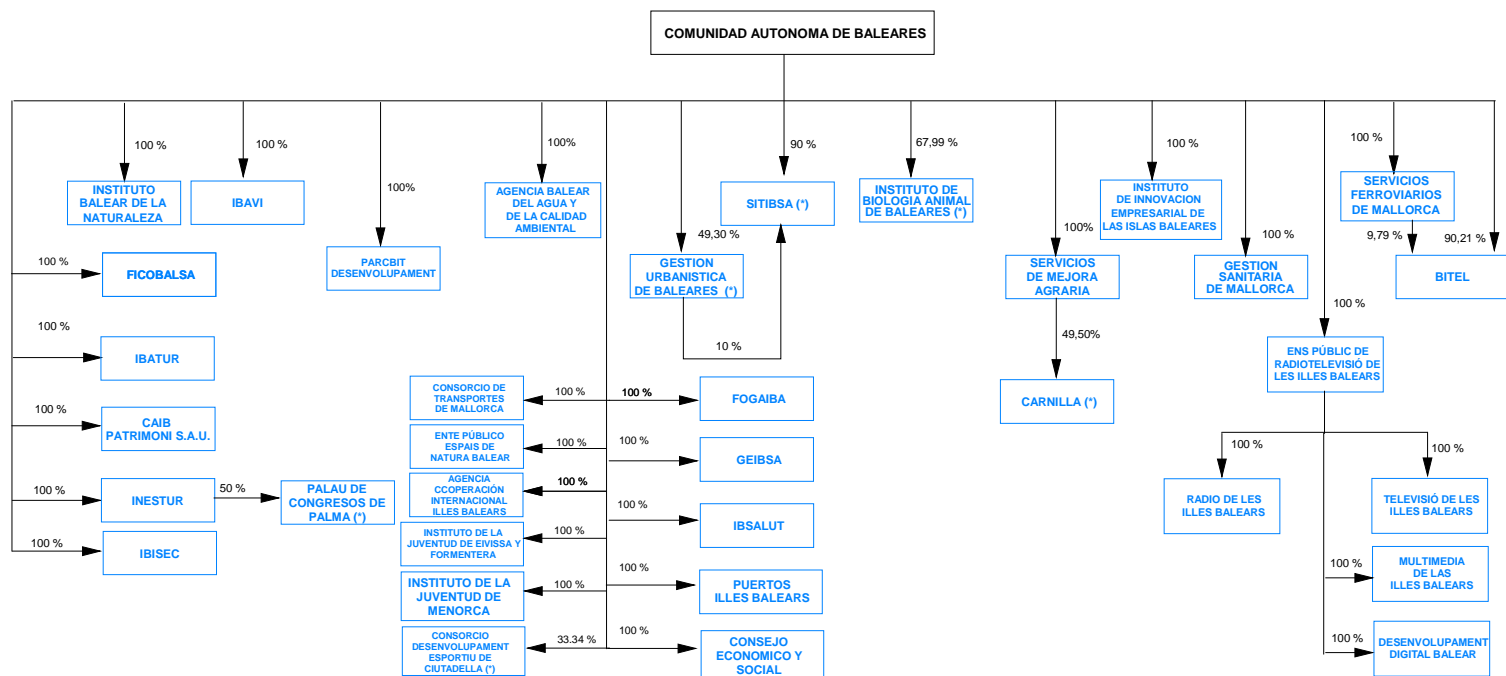 COMUNIDAD AUTONOMA DE BALEARES
100 %
INSTITUTO
BALEAR DE LA
NATURALEZA
100 %
IBAVI
100%
PARCBIT
DESENVOLUPAMENT
100%
AGENCIA BALEAR
DEL AGUA Y
DE LA CALIDAD
AMBIENTAL
49,30 %
GESTION
URBANISTICA
DE BALEARES (*)
10 %
90 %
SITIBSA (*)
67,99 %
INSTITUTO DE
BIOLOGIA ANIMAL
DE BALEARES (*)
100%
SERVICIOS
DE MEJORA
AGRARIA
49,50%
CARNILLA (*)
100 %
INSTITUTO
DE INNOVACION
EMPRESARIAL DE
LAS ISLAS BALEARES
100 %
GESTION
SANITARIA
DE MALLORCA
100 %
ENS PÚBLIC DE
RADIOTELEVISIÓ DE
LES ILLES BALEARS
100 %
SERVICIOS
FERROVIARIOS
DE MALLORCA
9,79 %
90,21 %
BITEL
100 %
FICOBALSA
100 %
IBATUR
100 %
CAIB
PATRIMONI S.A.U.
100 %
INESTUR
50 %
PALAU DE
CONGRESOS DE
PALMA (*)
100 %
IBISEC
CONSORCIO DE
TRANSPORTES
DE MALLORCA
100 %
100 %
FOGAIBA
ENTE PÚBLICO
ESPAIS DE
NATURA BALEAR
100 %
100 %
GEIBSA
AGENCIA
CCOPERACIÓN
INTERNACIONAL
ILLES BALEARS
100 %
100 %
IBSALUT
INSTITUTO DE LA
JUVENTUD DE EIVISSA Y
FORMENTERA
100 %
100 %
PUERTOS
ILLES BALEARS
INSTITUTO DE LA
JUVENTUD DE
MENORCA
100 %
100 %
CONSEJO
ECONOMICO Y
SOCIAL
CONSORCIO
DESENVOLUPAMENT
ESPORTIU DE
CIUTADELLA (*)
33.34 %
100 %
RADIO DE LES
ILLES BALEARS
100 %
TELEVISIÓ DE LES
ILLES BALEARS
100 %
MULTIMEDIA
DE LAS
ILLES BALEARS
100 %
DESENVOLUPAMENT
DIGITAL BALEAR